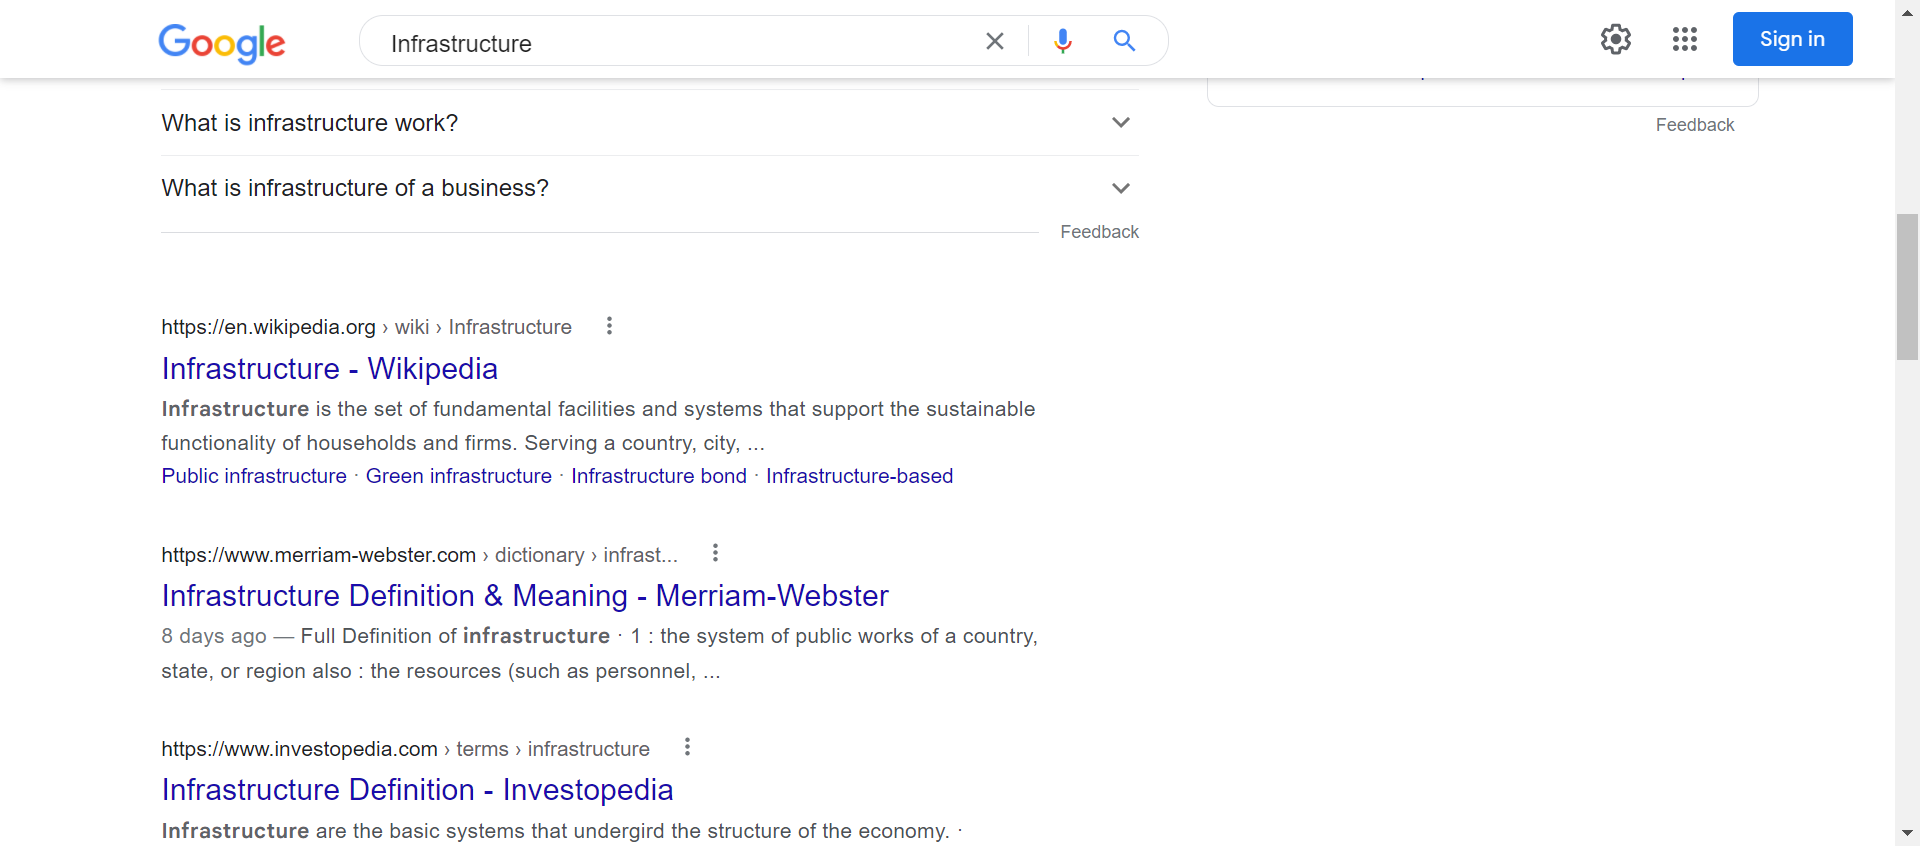 Google
Infrastructure
Sign in
What is infrastructure work?
What is infrastructure of a business?
Feedback
Feedback
https://en.wikipedia.org › wiki › Infrastructure
Infrastructure - Wikipedia
Infrastructure is the set of fundamental facilities and systems that support the sustainable
functionality of households and firms. Serving a country, city, ...
Public infrastructure · Green infrastructure · Infrastructure bond · Infrastructure-based
https://www.merriam-webster.com › dictionary › infrast...
Infrastructure Definition & Meaning - Merriam-Webster
8 days ago — Full Definition of infrastructure · 1 : the system of public works of a country,
state, or region also : the resources (such as personnel, ...
https://www.investopedia.com › terms › infrastructure
Infrastructure Definition - Investopedia
Infrastructure are the basic systems that undergird the structure of the economy. ·